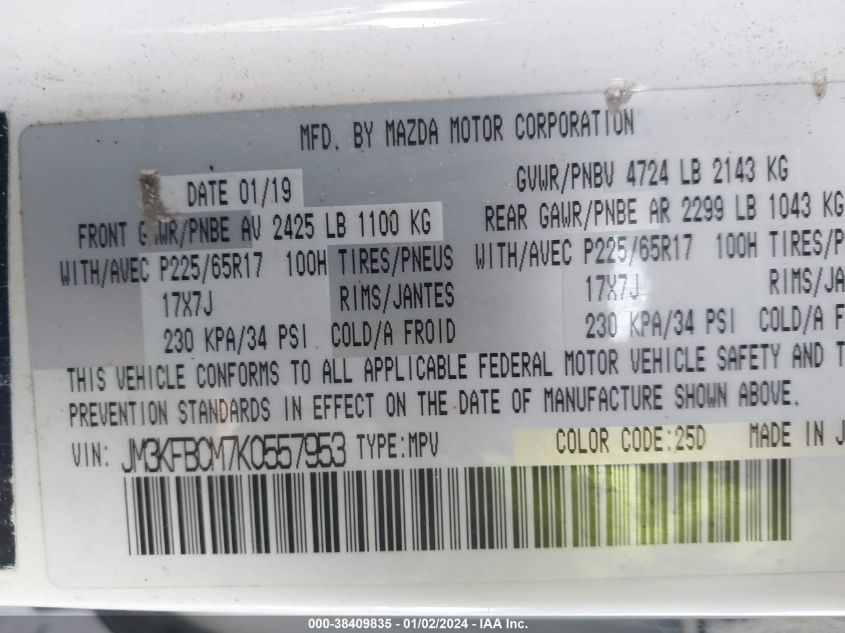 MFD. BY MAZDA MOTOR CORPORATION
DATE 01/19 GVWR/PNBV 4724 LB 2143 KG
FRONT GAWR/PNBE AV 2425 LB 1100 KG REAR GAWR/PNBE AR 2299 LB 1043 KG
WITH/AVEC P225/65R17 100H TIRES/PNEUS WITH/AVEC P225/65R17 100H TIRES/P
17X7J RIMS/JANTES 17X7J RIMS/JA
230 KPA/34 PSI COLD/A FROID 230 KPA/34 PSI COLD/A F
THIS VEHICLE CONFORMS TO ALL APPLICABLE FEDERAL MOTOR VEHICLE SAFETY AND T
PREVENTION STANDARDS IN EFFECT ON THE DATE OF MANUFACTURE SHOWN ABOVE.
VIN: JM3KFBCM7K0557953 TYPE:MPV COLOR CODE:25D MADE IN J
000-38409835 - 01/02/2024 - IAA Inc.